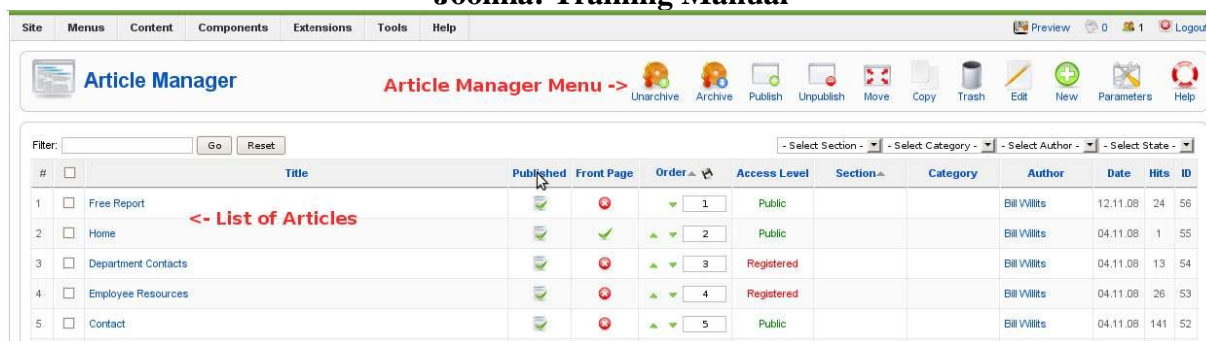 Joomla! Training Manual
Site Menus Content Components Extensions Tools Help Preview 0 1 Logout
Article Manager Article Manager Menu -> Unarchive Archive Publish Unpublish Move Copy Trash Edit New Parameters Help
Filter: Go Reset - Select Section - - Select Category - - Select Author - - Select State -
# Title Published Front Page Order Access Level Section Category Author Date Hits ID
1 Free Report 1 Public Bill Willits 12.11.08 24 56
<- List of Articles
2 Home 2 Public Bill Willits 04.11.08 1 55
3 Department Contacts 3 Registered Bill Willits 04.11.08 13 54
4 Employee Resources 4 Registered Bill Willits 04.11.08 26 53
5 Contact 5 Public Bill Willits 04.11.08 141 52